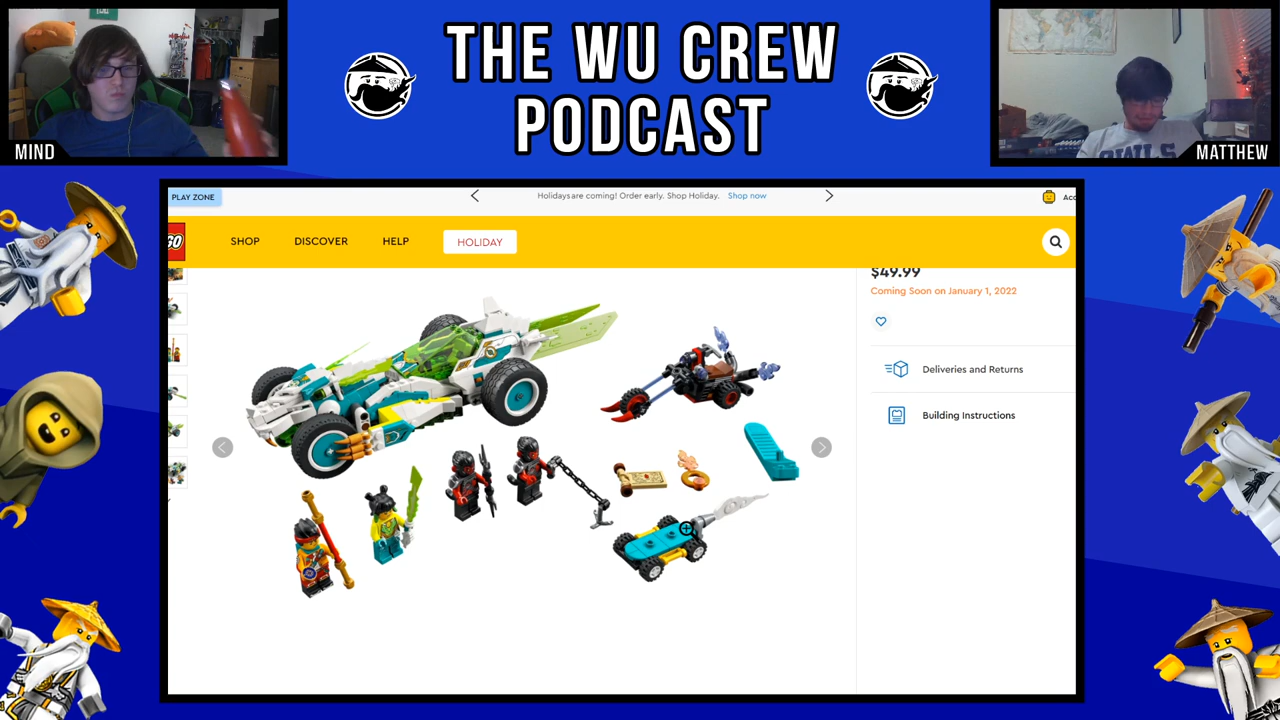 THE WU CREW
PODCAST
MIND
MATTHEW
PLAY ZONE
Holidays are coming! Order early. Shop Holiday. Shop now
SHOP
DISCOVER
HELP
HOLIDAY
$49.99
Coming Soon on January 1, 2022
Deliveries and Returns
Building Instructions